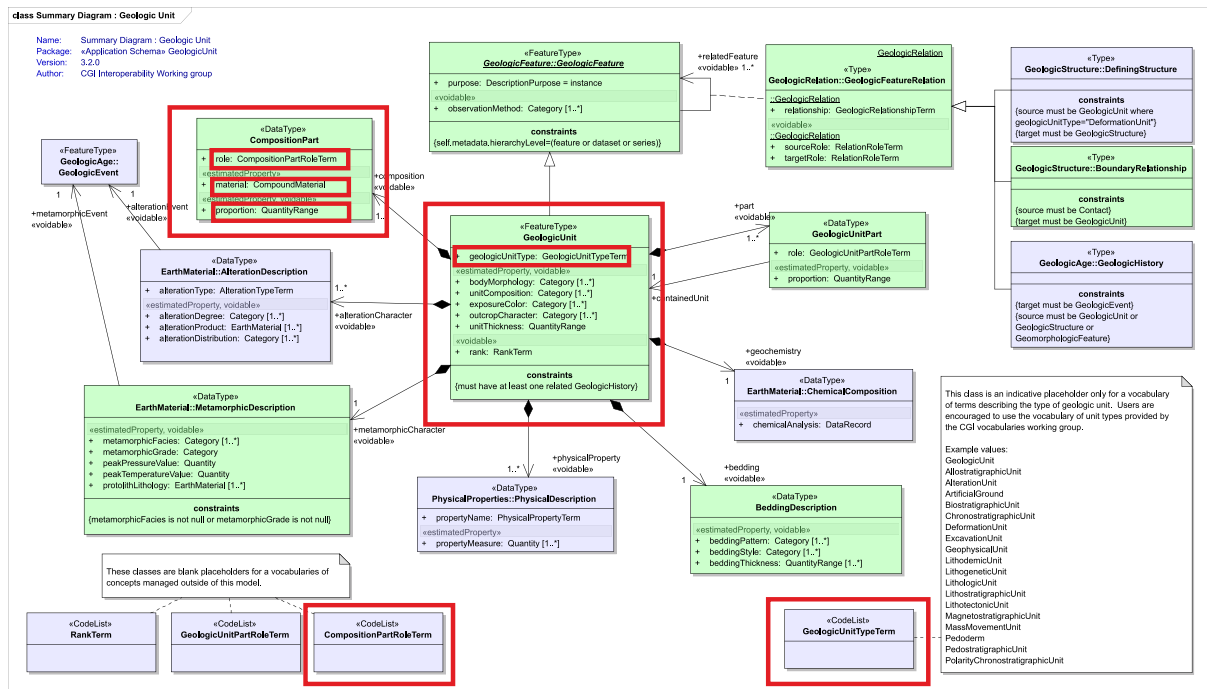 class Summary Diagram : Geologic Unit
Name: Summary Diagram : Geologic Unit
Package: «Application Schema» GeologicUnit
Version: 3.2.0
Author: CGI Interoperability Working group
«FeatureType»
GeologicFeature::GeologicFeature
+ purpose: DescriptionPurpose = instance
«voidable»
+ observationMethod: Category [1..*]
constraints
{self.metadata.hierarchyLevel=(feature or dataset or series)}
+relatedFeature
«voidable» 1..*
GeologicRelation
«Type»
GeologicRelation::GeologicFeatureRelation
::GeologicRelation
+ relationship: GeologicRelationshipTerm
«voidable»
::GeologicRelation
+ sourceRole: RelationRoleTerm
+ targetRole: RelationRoleTerm
«Type»
GeologicStructure::DefiningStructure
constraints
{source must be GeologicUnit where
geologicUnitType="DeformationUnit"}
{target must be GeologicStructure}
«Type»
GeologicStructure::BoundaryRelationship
constraints
{source must be Contact}
{target must be GeologicUnit}
«Type»
GeologicAge::GeologicHistory
constraints
{target must be GeologicEvent}
{source must be GeologicUnit or
GeologicStructure or
GeomorphologicFeature}
«DataType»
CompositionPart
+ role: CompositionPartRoleTerm
«estimatedProperty»
+ material: CompoundMaterial
«estimatedProperty»
+ proportion: QuantityRange
+composition
«voidable»
1..
«FeatureType»
GeologicAge::
GeologicEvent
1
+metamorphicEvent
«voidable»
1
+alterationEvent
«voidable»
«DataType»
EarthMaterial::AlterationDescription
+ alterationType: AlterationTypeTerm
«estimatedProperty, voidable»
+ alterationDegree: Category [1..*]
+ alterationProduct: EarthMaterial [1..*]
+ alterationDistribution: Category [1..*]
1..*
+alterationCharacter
«voidable»
«FeatureType»
GeologicUnit
+ geologicUnitType: GeologicUnitTypeTerm
«estimatedProperty, voidable»
+ bodyMorphology: Category [1..*]
+ unitComposition: Category [1..*]
+ exposureColor: Category [1..*]
+ outcropCharacter: Category [1..*]
+ unitThickness: QuantityRange
«voidable»
+ rank: RankTerm
constraints
{must have at least one related GeologicHistory}
+part
«voidable»
1..*
1
+containedUnit
«DataType»
GeologicUnitPart
+ role: GeologicUnitPartRoleTerm
«estimatedProperty, voidable»
+ proportion: QuantityRange
+geochemistry
«voidable»
1
«DataType»
EarthMaterial::ChemicalComposition
«estimatedProperty»
+ chemicalAnalysis: DataRecord
«DataType»
EarthMaterial::MetamorphicDescription
«estimatedProperty, voidable»
+ metamorphicFacies: Category [1..*]
+ metamorphicGrade: Category
+ peakPressureValue: Quantity
+ peakTemperatureValue: Quantity
+ protolithLithology: EarthMaterial [1..*]
constraints
{metamorphicFacies is not null or metamorphicGrade is not null}
1
+metamorphicCharacter
«voidable»
+physicalProperty
1..* «voidable»
«DataType»
PhysicalProperties::PhysicalDescription
+ propertyName: PhysicalPropertyTerm
«estimatedProperty»
+ propertyMeasure: Quantity [1..*]
+bedding
1 «voidable»
«DataType»
BeddingDescription
«estimatedProperty, voidable»
+ beddingPattern: Category [1..*]
+ beddingStyle: Category [1..*]
+ beddingThickness: QuantityRange [1..*]
This class is an indicative placeholder only for a vocabulary
of terms describing the type of geologic unit. Users are
encouraged to use the vocabulary of unit types provided by
the CGI vocabularies working group.
Example values:
GeologicUnit
AllostratigraphicUnit
AlterationUnit
ArtificialGround
BiostratigraphicUnit
ChronostratigraphicUnit
DeformationUnit
ExcavationUnit
GeophysicalUnit
LithodemicUnit
LithogeneticUnit
LithologicUnit
LithostratigraphicUnit
LithotectonicUnit
MagnetostratigraphicUnit
MassMovementUnit
Pedoderm
PedostratigraphicUnit
PolarityChronostratigraphicUnit
These classes are blank placeholders for a vocabularies of
concepts managed outside of this model.
«CodeList»
RankTerm
«CodeList»
GeologicUnitPartRoleTerm
«CodeList»
CompositionPartRoleTerm
«CodeList»
GeologicUnitTypeTerm